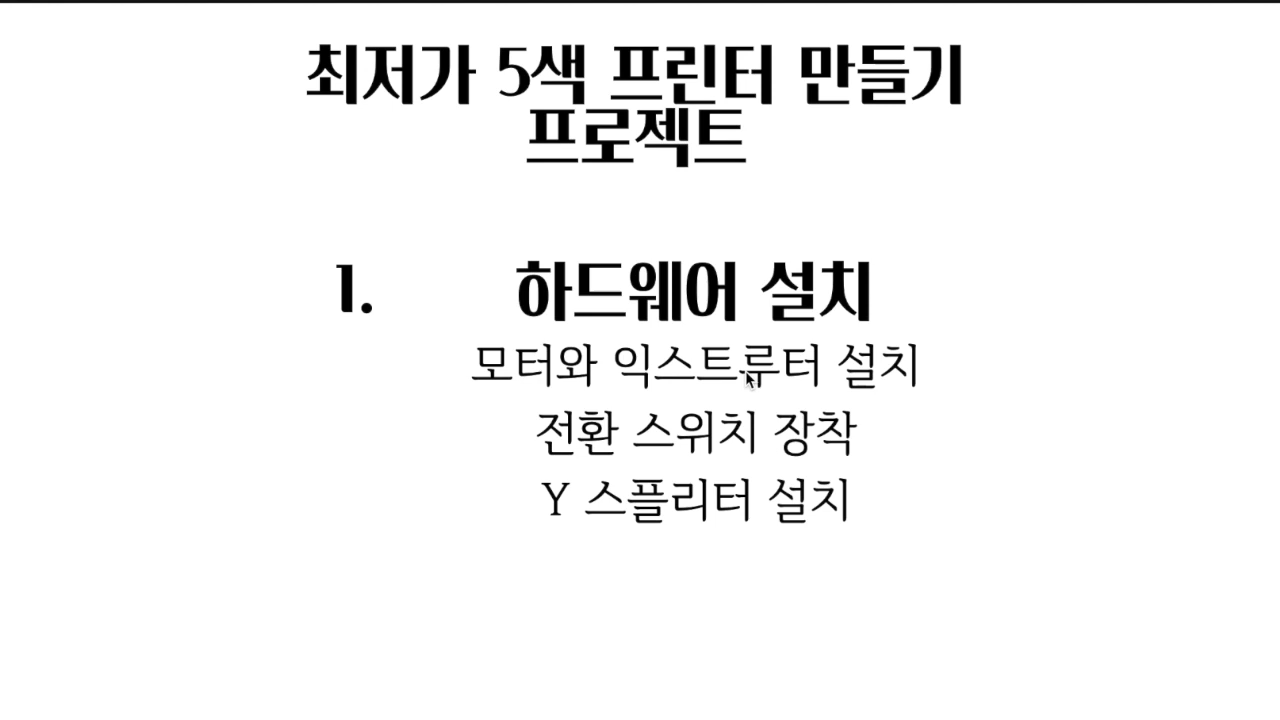 최저가 5색 프린터 만들기
프로젝트
1. 하드웨어 설치
모터와 익스트루터 설치
전환 스위치 장착
Y 스플리터 설치